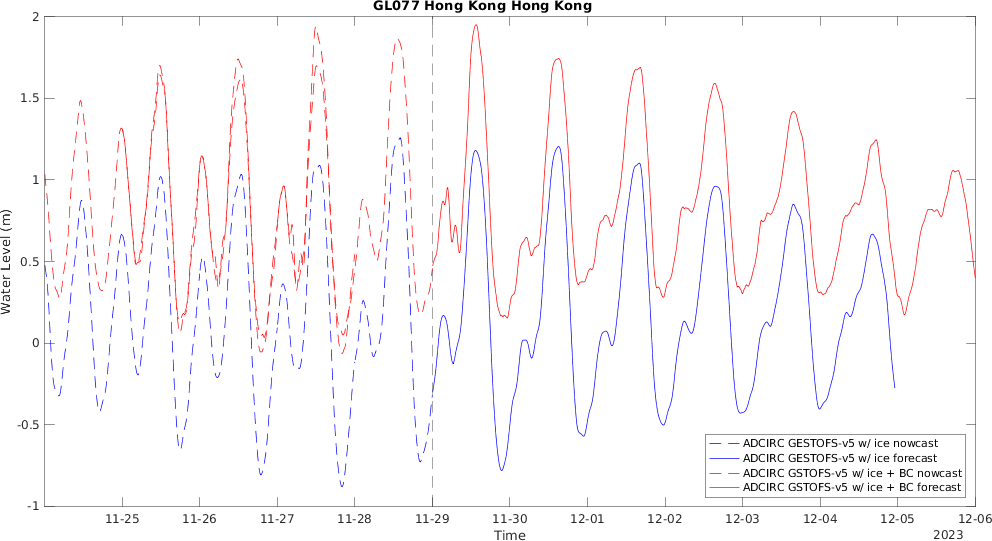 GL077 Hong Kong Hong Kong
Water Level (m)
2
1.5
1
0.5
0
-0.5
-1
ADCIRC GESTOFS-v5 w/ ice nowcast
ADCIRC GESTOFS-v5 w/ ice forecast
ADCIRC GSTOFS-v5 w/ ice + BC nowcast
ADCIRC GSTOFS-v5 w/ ice + BC forecast
11-25 11-26 11-27 11-28 11-29 11-30 12-01 12-02 12-03 12-04 12-05 12-06
Time 2023